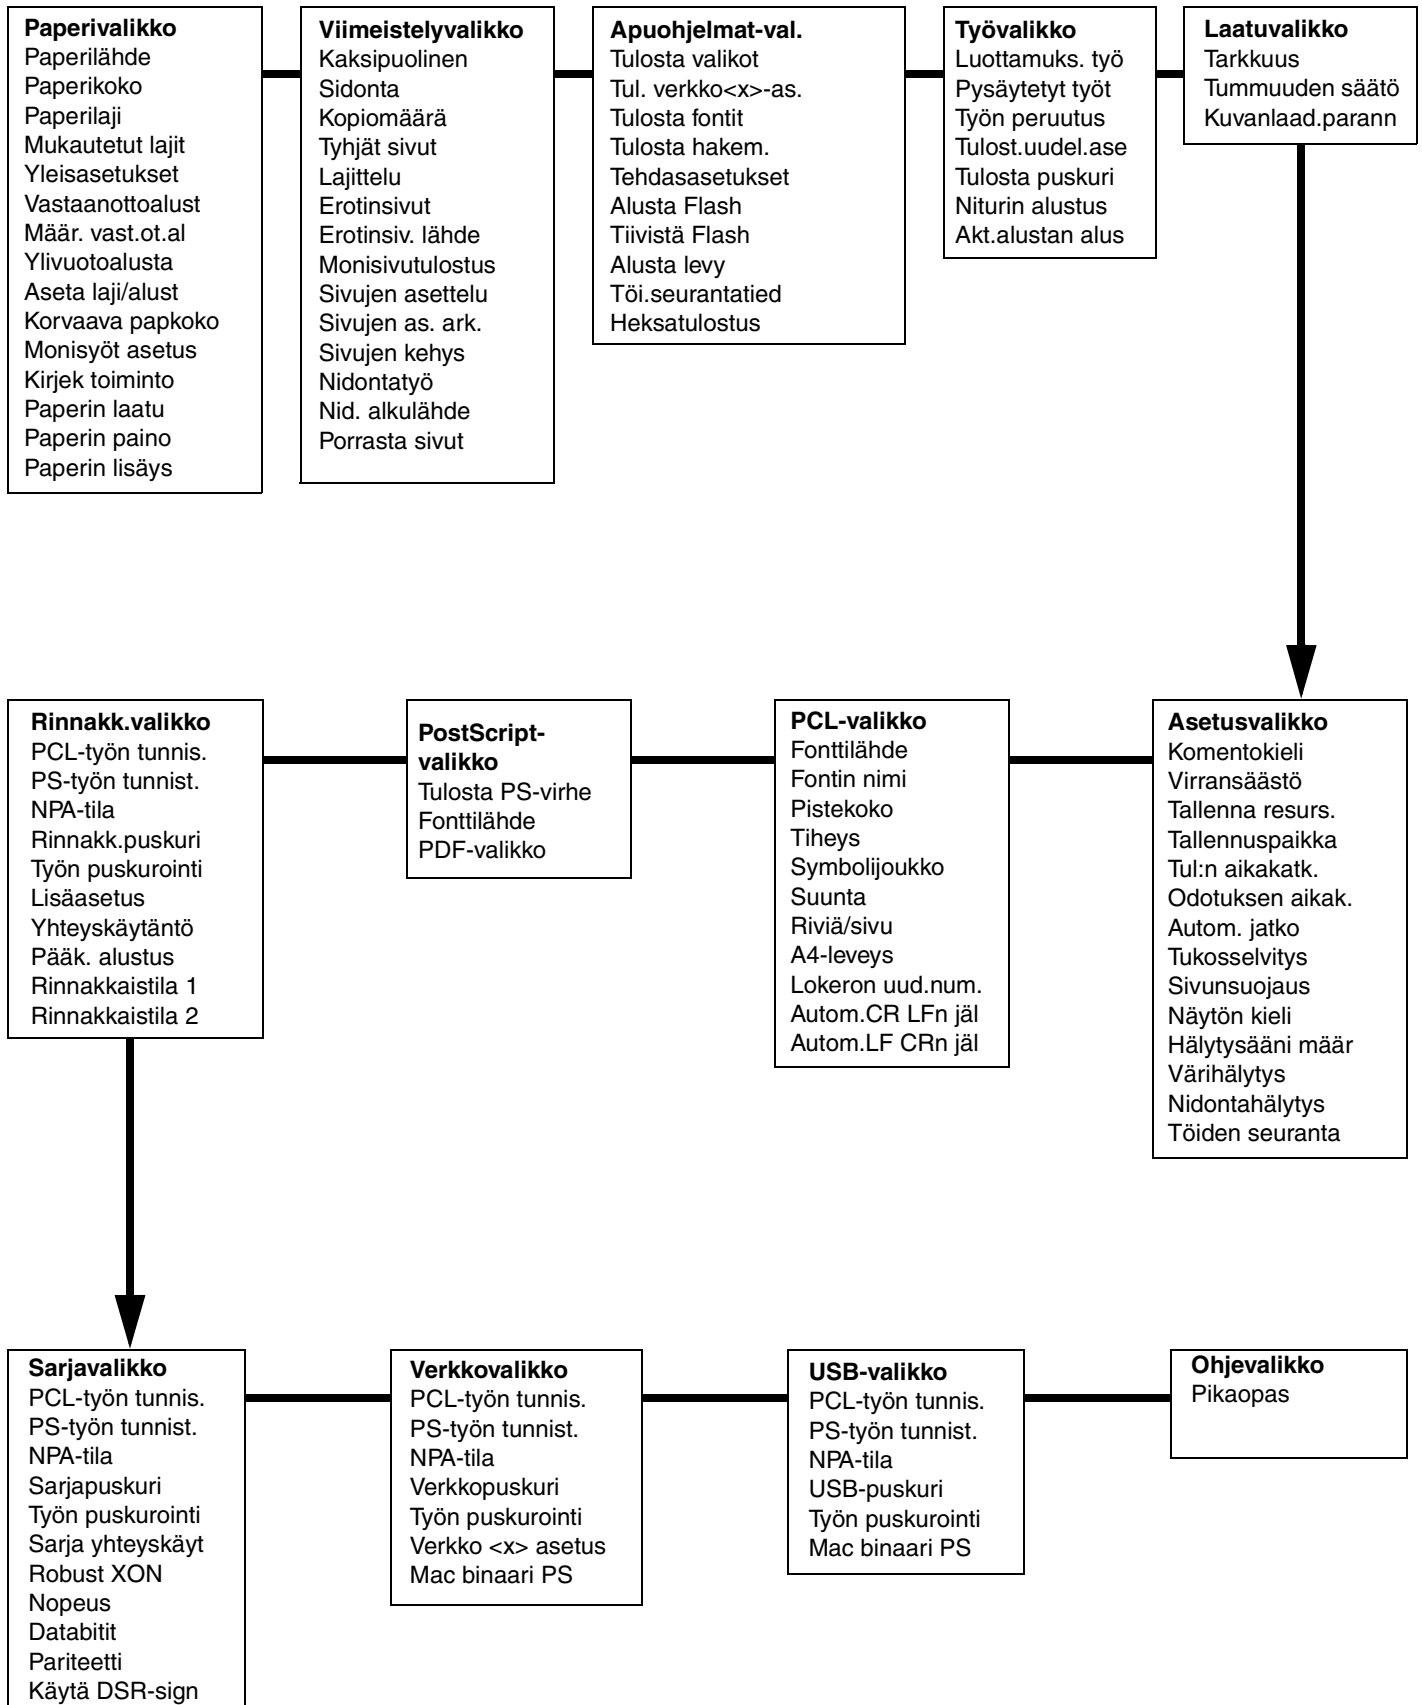 Paperivalikko
Paperilähde
Paperikoko
Paperilaji
Mukautetut lajit
Yleisasetukset
Vastaanottoalust
Määr. vast.ot.al
Ylivuotoalusta
Aseta laji/alust
Korvaava papkoko
Monisyöt asetus
Kirjek toiminto
Paperin laatu
Paperin paino
Paperin lisäys
Viimeistelyvalikko
Kaksipuolinen
Sidonta
Kopiomäärä
Tyhjät sivut
Lajittelu
Erotinsivut
Erotinsiv. lähde
Monisivutulostus
Sivujen asettelu
Sivujen as. ark.
Sivujen kehys
Nidontatyö
Nid. alkulähde
Porrasta sivut
Apuohjelmat-val.
Tulosta valikot
Tul. verkko<x>-as.
Tulosta fontit
Tulosta hakem.
Tehdasasetukset
Alusta Flash
Tiivistä Flash
Alusta levy
Töi.seurantatied
Heksatulostus
Työvalikko
Luottamuks. työ
Pysäytetyt työt
Työn peruutus
Tulost.uudel.ase
Tulosta puskuri
Niturin alustus
Akt.alustan alus
Laatuvalikko
Tarkkuus
Tummuuden säätö
Kuvanlaad.parann
Rinnakk.valikko
PCL-työn tunnis.
PS-työn tunnist.
NPA-tila
Rinnakk.puskuri
Työn puskurointi
Lisäasetus
Yhteyskäytäntö
Pääk. alustus
Rinnakkaistila 1
Rinnakkaistila 2
PostScript-
valikko
Tulosta PS-virhe
Fonttilähde
PDF-valikko
PCL-valikko
Fonttilähde
Fontin nimi
Pistekoko
Tiheys
Symbolijoukko
Suunta
Riviä/sivu
A4-leveys
Lokeron uud.num.
Autom.CR LFn jäl
Autom.LF CRn jäl
Asetusvalikko
Komentokieli
Virransäästö
Tallenna resurs.
Tallennuspaikka
Tul:n aikakatk.
Odotuksen aikak.
Autom. jatko
Tukosselvitys
Sivunsuojaus
Näytön kieli
Hälytysääni määr
Värihälytys
Nidontahälytys
Töiden seuranta
Sarjavalikko
PCL-työn tunnis.
PS-työn tunnist.
NPA-tila
Sarjapuskuri
Työn puskurointi
Sarja yhteyskäyt
Robust XON
Nopeus
Databitit
Pariteetti
Käytä DSR-sign
Verkkovalikko
PCL-työn tunnis.
PS-työn tunnist.
NPA-tila
Verkkopuskuri
Työn puskurointi
Verkko <x> asetus
Mac binaari PS
USB-valikko
PCL-työn tunnis.
PS-työn tunnist.
NPA-tila
USB-puskuri
Työn puskurointi
Mac binaari PS
Ohjevalikko
Pikaopas